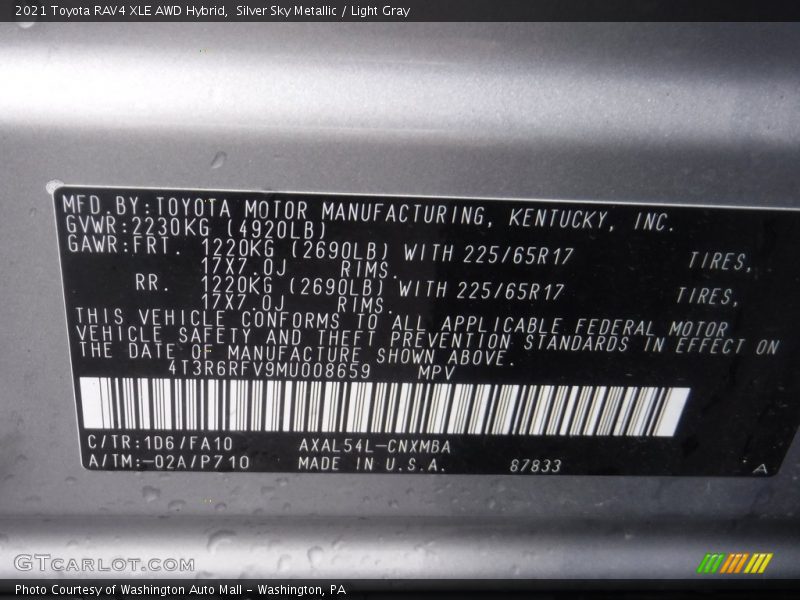 2021 Toyota RAV4 XLE AWD Hybrid,  Silver Sky Metallic / Light Gray
MFD.BY:TOYOTA MOTOR MANUFACTURING, KENTUCKY, INC.
GVWR:2230KG (4920LB)
GAWR:FRT. 1220KG (2690LB) WITH 225/65R17 TIRES,
17X7.0J RIMS.
RR. 1220KG (2690LB) WITH 225/65R17 TIRES,
17X7.0J RIMS.
THIS VEHICLE CONFORMS TO ALL APPLICABLE FEDERAL MOTOR
VEHICLE SAFETY AND THEFT PREVENTION STANDARDS IN EFFECT ON
THE DATE OF MANUFACTURE SHOWN ABOVE.
4T3R6RFV9MU008659 MPV
C/TR:1D6/FA10 AXAL54L-CNXMBA
A/TM:-02A/P710 MADE IN U.S.A. 87833 A
GTCARLOT.COM
Photo Courtesy of Washington Auto Mall - Washington, PA